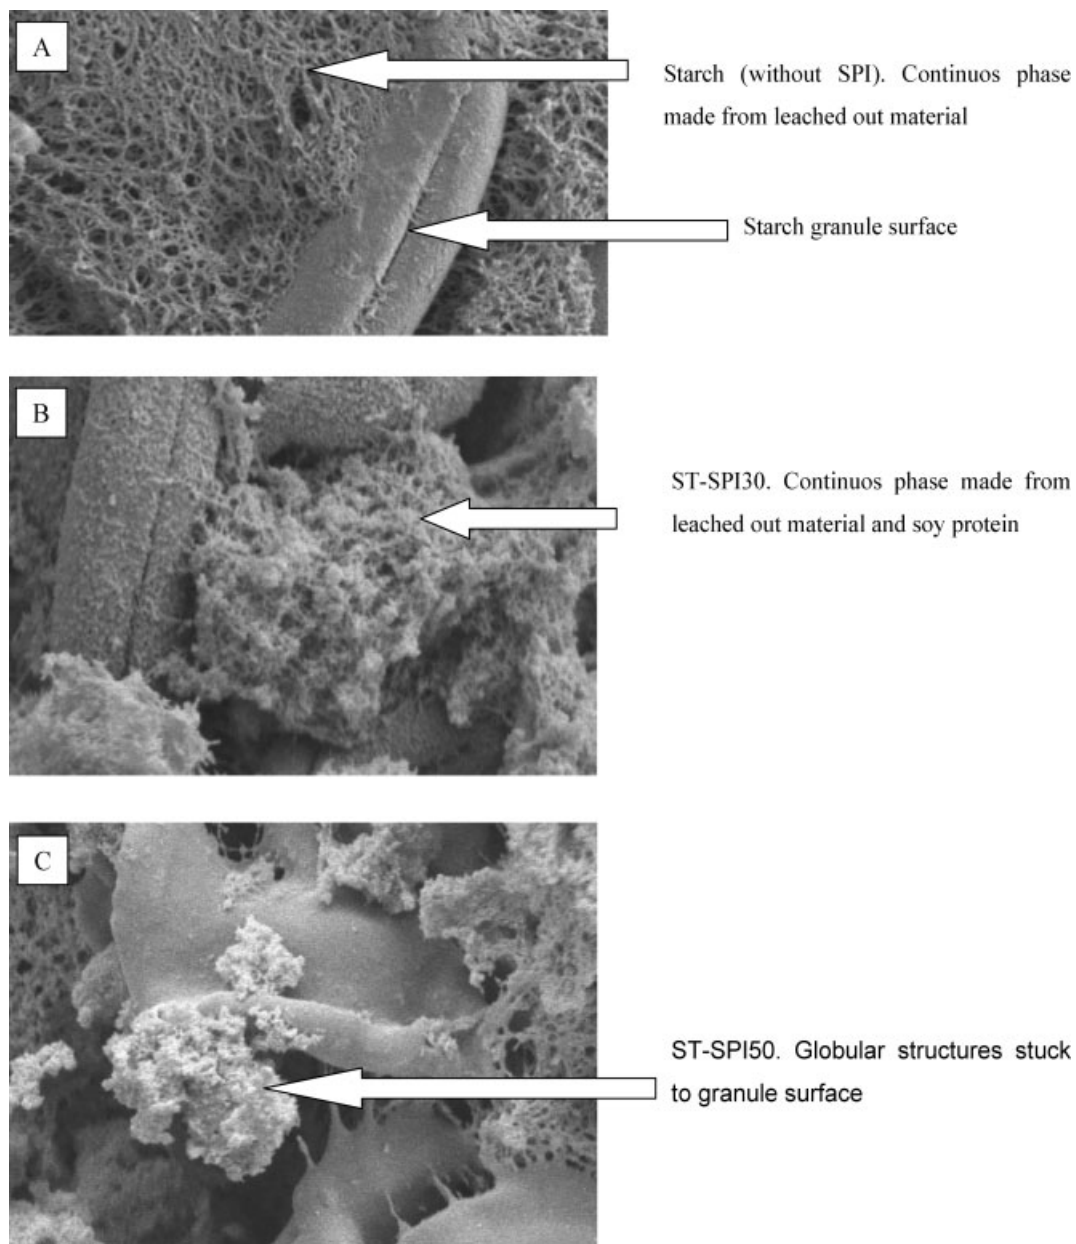 A
Starch (without SPI). Continuos phase
made from leached out material
Starch granule surface
B
ST-SPI30. Continuos phase made from
leached out material and soy protein
C
ST-SPI50. Globular structures stuck
to granule surface